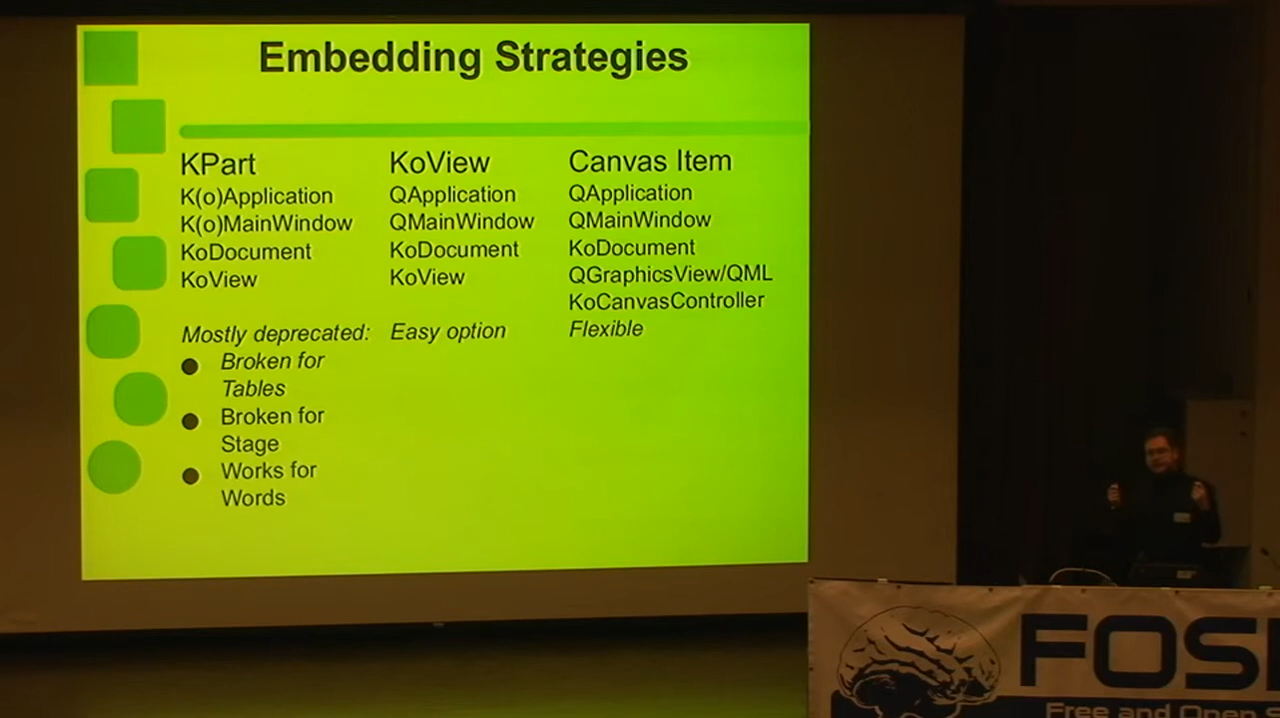 Embedding Strategies
KPart
K(o)Application
K(o)MainWindow
KoDocument
KoView
Mostly deprecated:
Broken for
Tables
Broken for
Stage
Works for
Words
KoView
QApplication
QMainWindow
KoDocument
KoView
Easy option
Canvas Item
QApplication
QMainWindow
KoDocument
QGraphicsView/QML
KoCanvasController
Flexible
FOS
Free and Open S